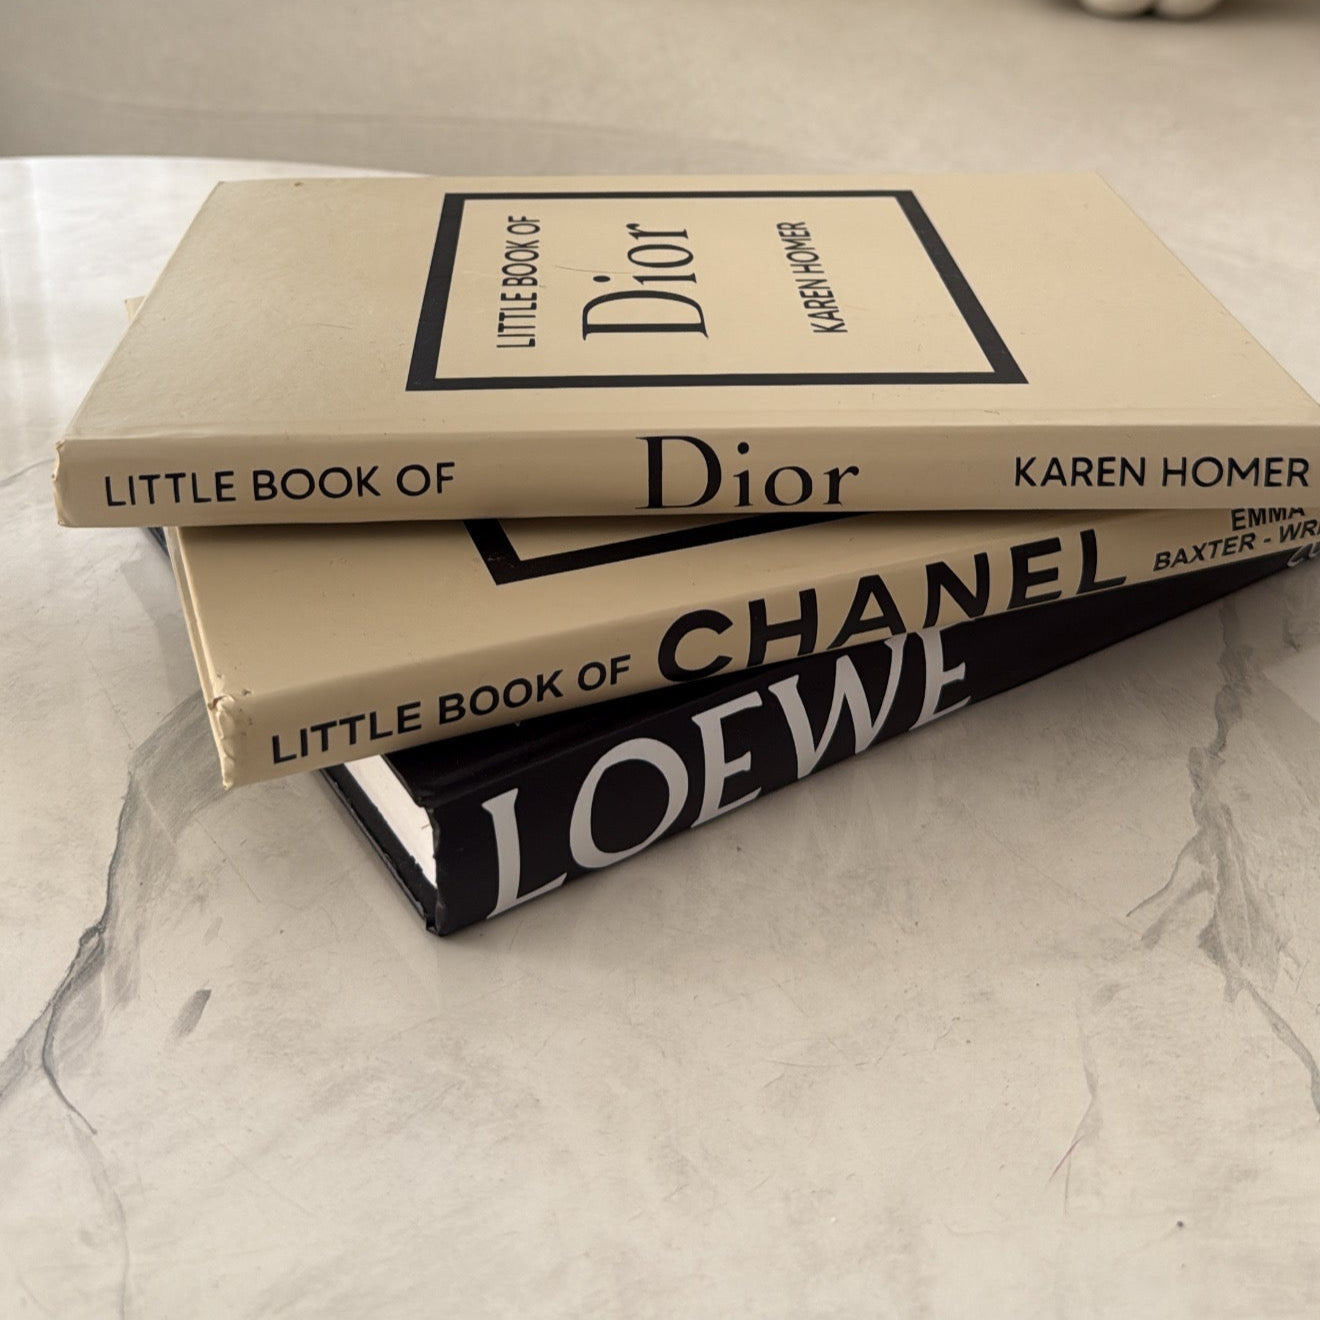 LITTLE BOOK OF
Dior
KAREN HOMER
LITTLE BOOK OF Dior KAREN HOMER
LITTLE BOOK OF CHANEL EMMA
BAXTER - WRI
LOEWE